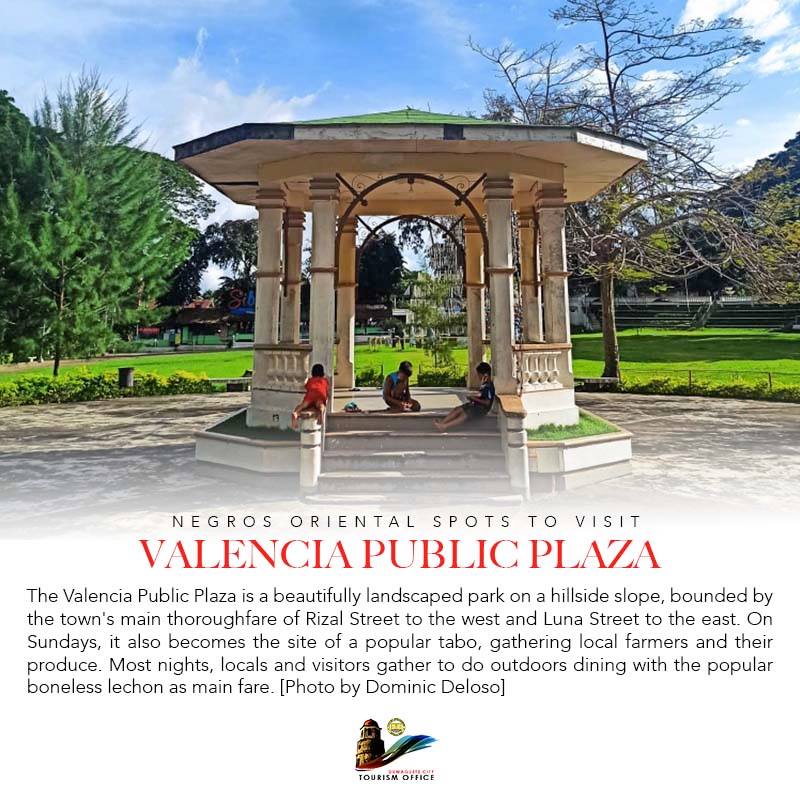 NEGROS ORIENTAL SPOTS TO VISIT
VALENCIA PUBLIC PLAZA
The Valencia Public Plaza is a beautifully landscaped park on a hillside slope, bounded by
the town's main thoroughfare of Rizal Street to the west and Luna Street to the east. On
Sundays, it also becomes the site of a popular tabo, gathering local farmers and their
produce. Most nights, locals and visitors gather to do outdoors dining with the popular
boneless lechon as main fare. [Photo by Dominic Deloso]
DUMAGUETE CITY
TOURISM OFFICE